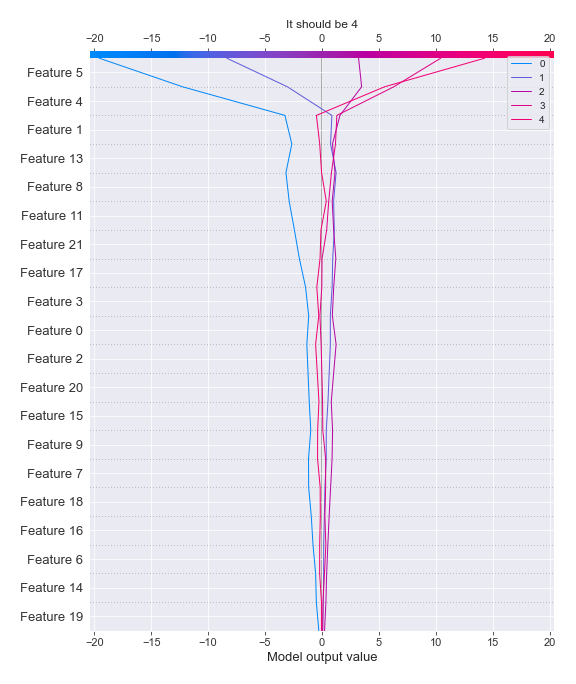 It should be 4
−20 −15 −10 −5 0 5 10 15 20
0
1
2
3
4
Feature 5
Feature 4
Feature 1
Feature 13
Feature 8
Feature 11
Feature 21
Feature 17
Feature 3
Feature 0
Feature 2
Feature 20
Feature 15
Feature 9
Feature 7
Feature 18
Feature 16
Feature 6
Feature 14
Feature 19
−20 −15 −10 −5 0 5 10 15 20
Model output value